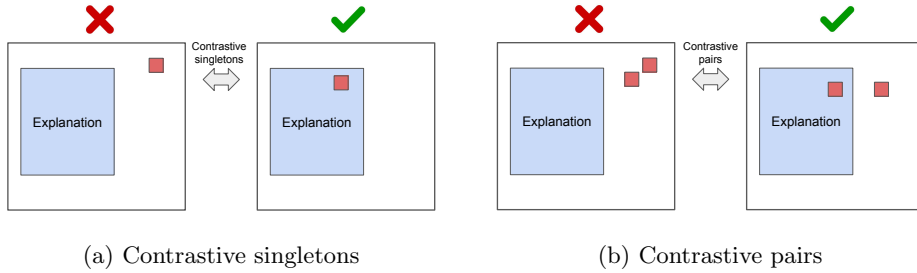 Contrastive
singletons
Explanation
Explanation
Contrastive
pairs
Explanation
Explanation
(a) Contrastive singletons
(b) Contrastive pairs